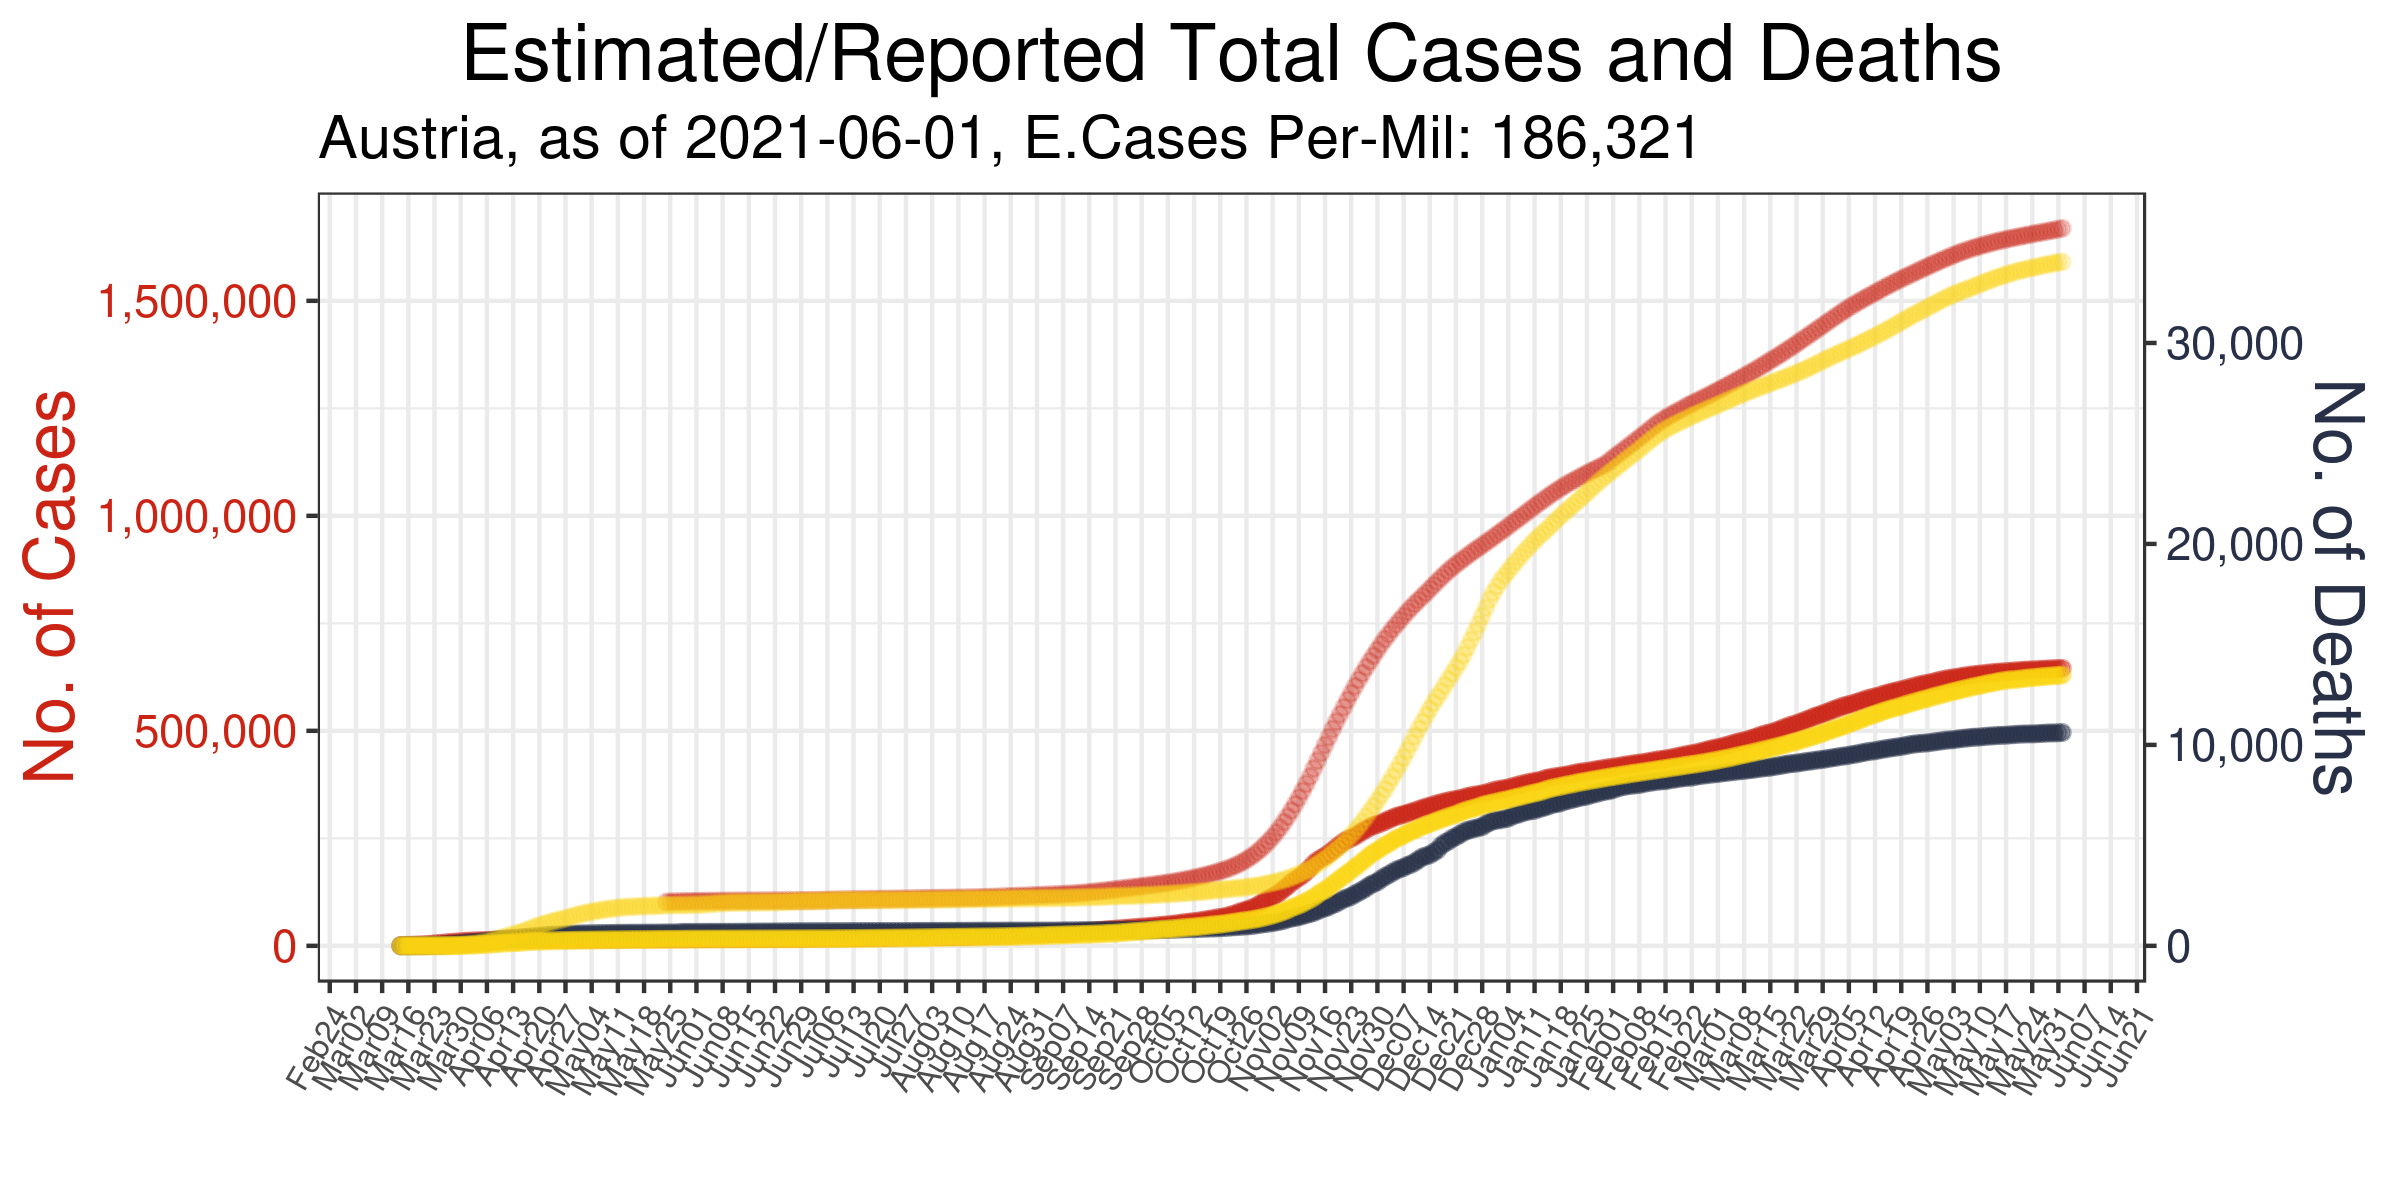 Estimated/Reported Total Cases and Deaths
Austria, as of 2021-06-01, E.Cases Per-Mil: 186,321
No. of Cases
1,500,000
1,000,000
500,000
0
30,000
20,000
10,000
0
No. of Deaths
Feb24
Mar02
Mar09
Mar16
Mar23
Mar30
Apr06
Apr13
Apr20
Apr27
May04
May11
May18
May25
Jun01
Jun08
Jun15
Jun22
Jun29
Jul06
Jul13
Jul20
Jul27
Aug03
Aug10
Aug17
Aug24
Aug31
Sep07
Sep14
Sep21
Sep28
Oct05
Oct12
Oct19
Oct26
Nov02
Nov09
Nov16
Nov23
Nov30
Dec07
Dec14
Dec21
Dec28
Jan04
Jan11
Jan18
Jan25
Feb01
Feb08
Feb15
Feb22
Mar01
Mar08
Mar15
Mar22
Mar29
Apr05
Apr12
Apr19
Apr26
May03
May10
May17
May24
May31
Jun07
Jun14
Jun21